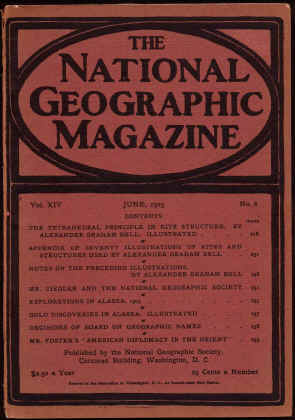 THE
NATIONAL
GEOGRAPHIC
MAGAZINE
Vol. XIV JUNE, 1903 No. 6
CONTENTS
PAGE
THE TETRAHEDRAL PRINCIPLE IN KITE STRUCTURE. BY
ALEXANDER GRAHAM BELL. ILLUSTRATED
APPENDIX OF SEVENTY ILLUSTRATIONS OF KITES AND
STRUCTURES USED BY ALEXANDER GRAHAM BELL 231
NOTES ON THE PRECEDING ILLUSTRATIONS.
BY ALEXANDER GRAHAM BELL
MR. ZIEGLER AND THE NATIONAL GEOGRAPHIC SOCIETY
EXPLORATIONS IN ALASKA, 1903
GOLD DISCOVERIES IN ALASKA. ILLUSTRATED
DECISIONS OF BOARD ON GEOGRAPHIC NAMES
MR. FOSTER'S "AMERICAN DIPLOMACY IN THE ORIENT"
Published by the National Geographic Society,
Corcoran Building, Washington, D. C.
$2.50 a Year 25 Cents a Number